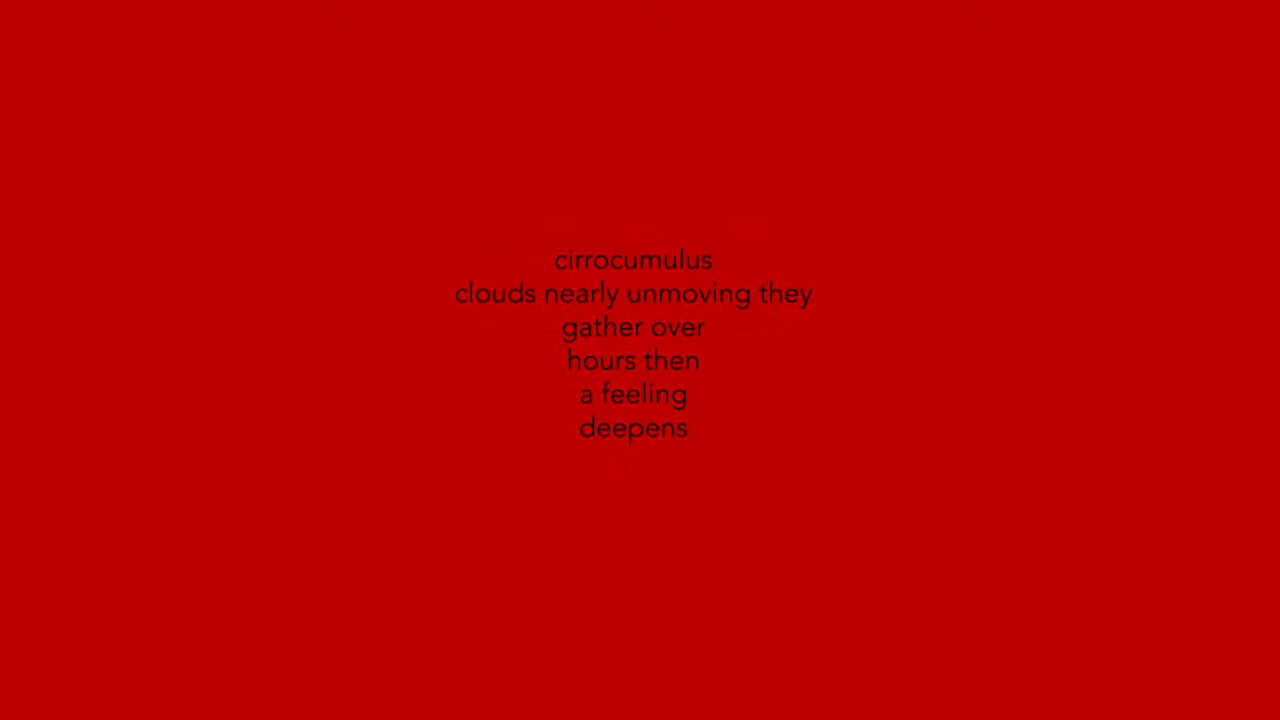 cirrocumulus
clouds nearly unmoving they
gather over
hours then
a feeling
deepens